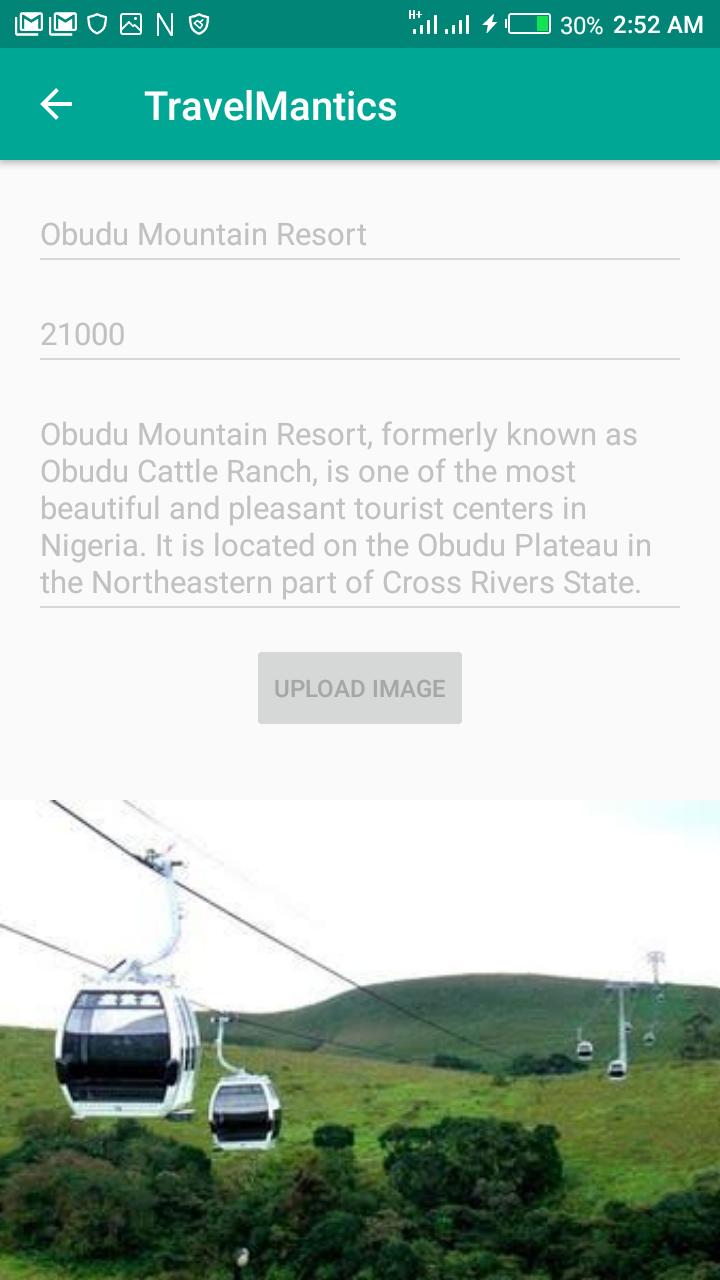 H+ 30% 2:52 AM
TravelMantics
Obudu Mountain Resort
21000
Obudu Mountain Resort, formerly known as
Obudu Cattle Ranch, is one of the most
beautiful and pleasant tourist centers in
Nigeria. It is located on the Obudu Plateau in
the Northeastern part of Cross Rivers State.
UPLOAD IMAGE